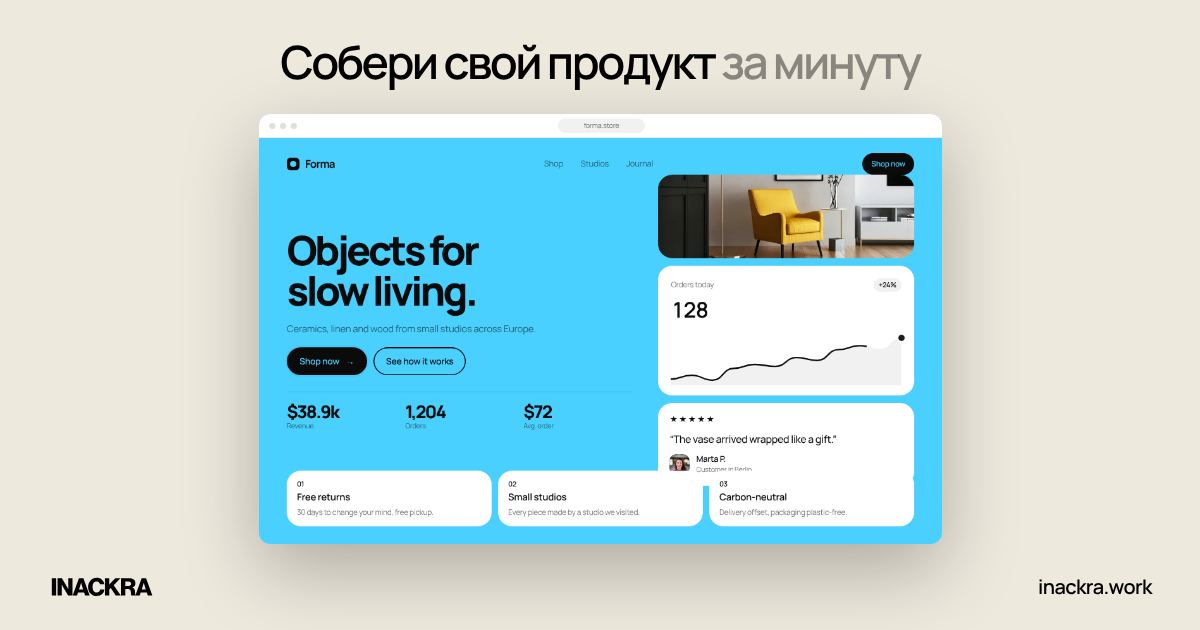 Собери свой продукт за минуту
forma.store
Forma
Shop
Studios
Journal
Shop now
Objects for
slow living.
Ceramics, linen and wood from small studios across Europe.
Shop now →
See how it works
$38.9k
Revenue
1,204
Orders
$72
Avg. order
Orders today
+24%
128
★★★★★
“The vase arrived wrapped like a gift.”
Marta P.
Customer in Berlin
01
Free returns
30 days to change your mind, free pickup.
02
Small studios
Every piece made by a studio we visited.
03
Carbon-neutral
Delivery offset, packaging plastic-free.
INACKRA
inackra.work